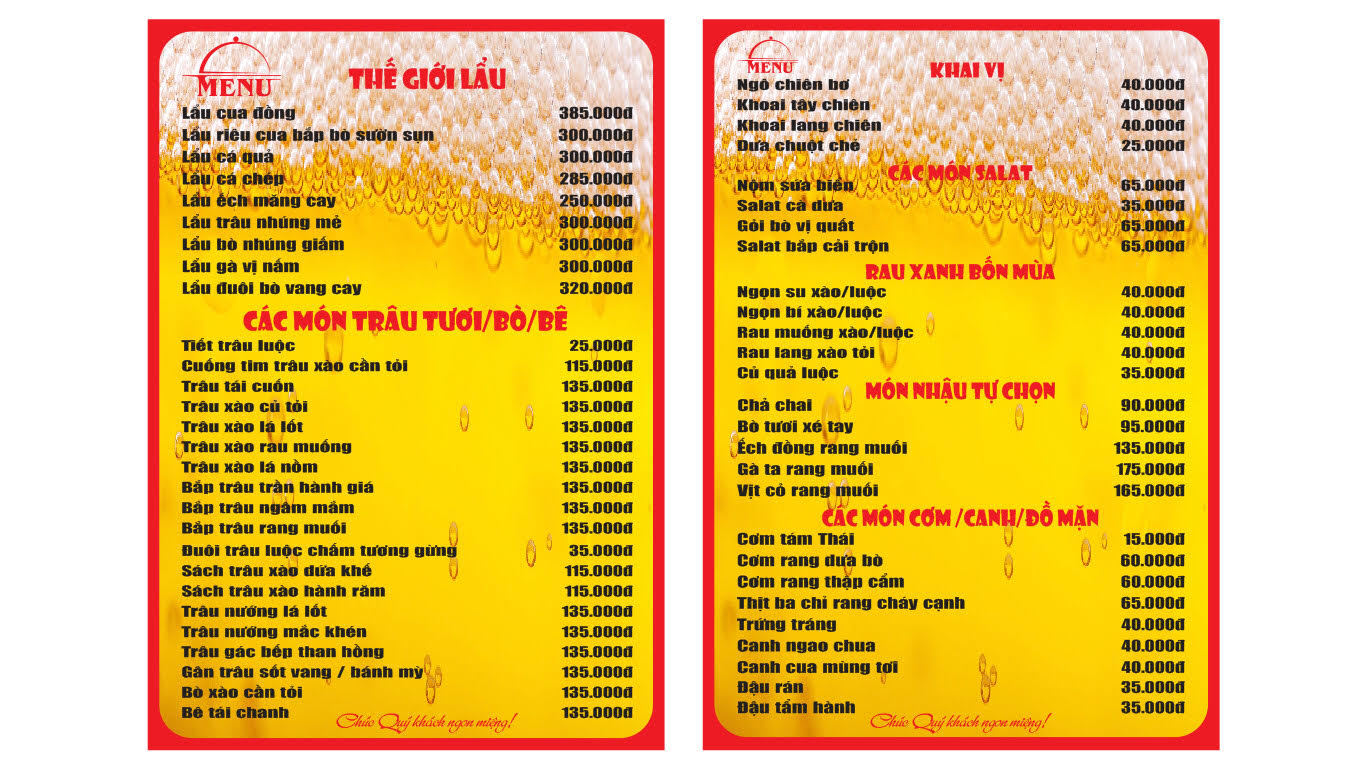 MENU
THẾ GIỚI LẨU
Lẩu cua đồng 385.000đ
Lẩu riêu cua bắp bò sườn sụn 300.000đ
Lẩu cá quả 300.000đ
Lẩu cá chép 285.000đ
Lẩu ếch măng cay 250.000đ
Lẩu trâu nhúng mẻ 300.000đ
Lẩu bò nhúng giấm 300.000đ
Lẩu gà vị nấm 300.000đ
Lẩu đuôi bò vang cay 320.000đ
CÁC MÓN TRÂU TƯƠI/BÒ/BÊ
Tiết trâu luộc 25.000đ
Cuống tim trâu xào cần tỏi 115.000đ
Trâu tái cuốn 135.000đ
Trâu xào củ tỏi 135.000đ
Trâu xào lá lốt 135.000đ
Trâu xào rau muống 135.000đ
Trâu xào lá nồm 135.000đ
Bắp trâu trần hành giá 135.000đ
Bắp trâu ngâm mắm 135.000đ
Bắp trâu rang muối 135.000đ
Đuôi trâu luộc chấm tương gừng 35.000đ
Sách trâu xào dứa khế 115.000đ
Sách trâu xào hành răm 115.000đ
Trâu nướng lá lốt 135.000đ
Trâu nướng mắc khén 135.000đ
Trâu gác bếp than hồng 135.000đ
Gân trâu sốt vang / bánh mỳ 135.000đ
Bò xào cần tỏi 135.000đ
Bê tái chanh 135.000đ
Chúc Quý khách ngon miệng!
MENU
KHAI VỊ
Ngô chiên bơ 40.000đ
Khoai tây chiên 40.000đ
Khoai lang chiên 40.000đ
Dưa chuột chẻ 25.000đ
CÁC MÓN SALAT
Nộm sứa biển 65.000đ
Salat cà dưa 35.000đ
Gỏi bò vị quất 65.000đ
Salat bắp cải trộn 65.000đ
RAU XANH BỐN MÙA
Ngọn su xào/luộc 40.000đ
Ngọn bí xào/luộc 40.000đ
Rau muống xào/luộc 40.000đ
Rau lang xào tỏi 40.000đ
Củ quả luộc 35.000đ
MÓN NHẬU TỰ CHỌN
Chả chai 90.000đ
Bò tươi xé tay 95.000đ
Ếch đồng rang muối 135.000đ
Gà ta rang muối 175.000đ
Vịt cỏ rang muối 165.000đ
CÁC MÓN CƠM /CANH/ĐỒ MẶN
Cơm tám Thái 15.000đ
Cơm rang dưa bò 60.000đ
Cơm rang thập cẩm 60.000đ
Thịt ba chỉ rang cháy cạnh 65.000đ
Trứng tráng 40.000đ
Canh ngao chua 40.000đ
Canh cua mùng tơi 40.000đ
Đậu rán 35.000đ
Đậu tẩm hành 35.000đ
Chúc Quý khách ngon miệng!